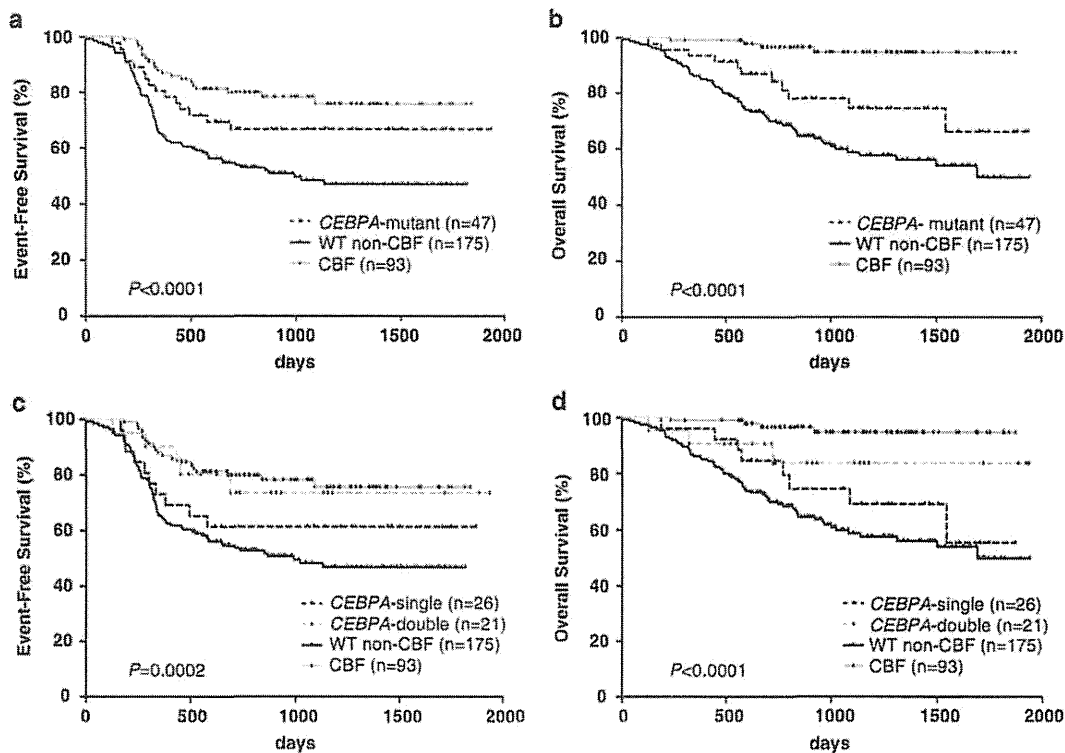 a
Event-Free Survival (%)
100
80
60
40
20
0
CEBPA-mutant (n=47)
WT non-CBF (n=175)
CBF (n=93)
P<0.0001
0 500 1000 1500 2000
days
b
Overall Survival (%)
100
80
60
40
20
0
CEBPA- mutant (n=47)
WT non-CBF (n=175)
CBF (n=93)
P<0.0001
0 500 1000 1500 2000
days
c
Event-Free Survival (%)
100
80
60
40
20
0
CEBPA-single (n=26)
CEBPA-double (n=21)
WT non-CBF (n=175)
CBF (n=93)
P=0.0002
0 500 1000 1500 2000
days
d
Overall Survival (%)
100
80
60
40
20
0
CEBPA-single (n=26)
CEBPA-double (n=21)
WT non-CBF (n=175)
CBF (n=93)
P<0.0001
0 500 1000 1500 2000
days